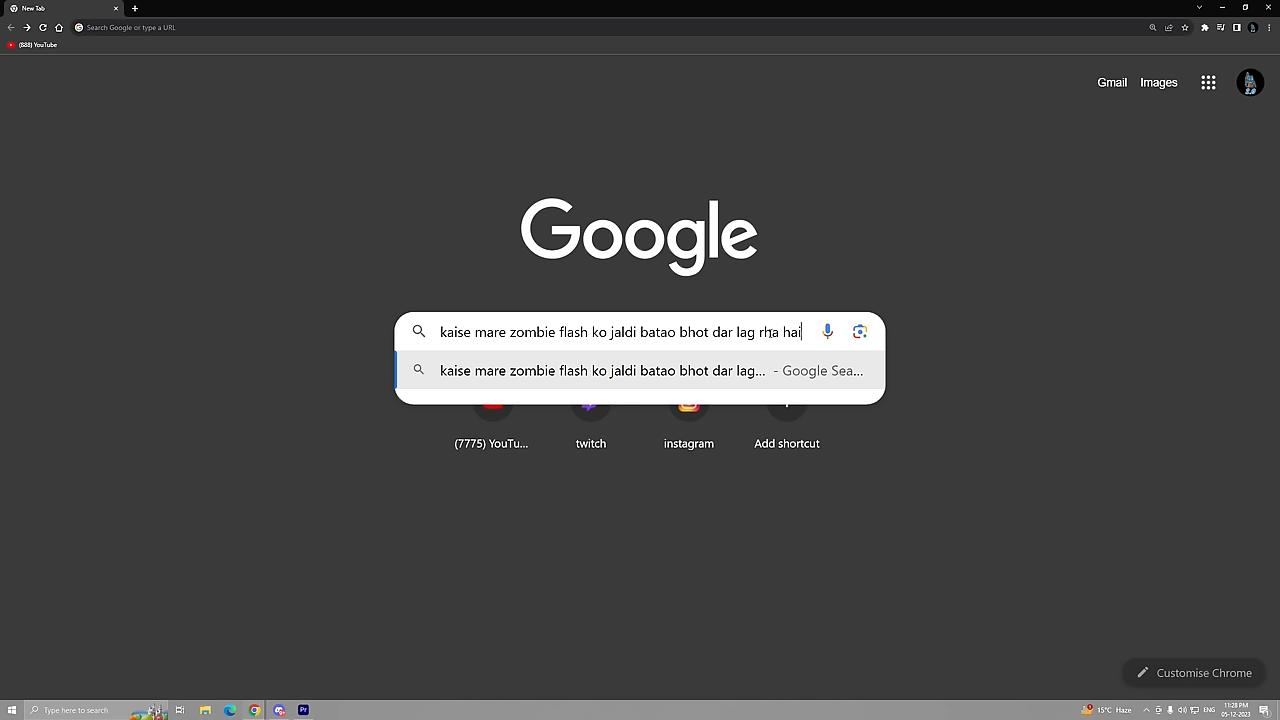 New Tab
Search Google or type a URL
(888) YouTube
Gmail Images
2.0
Google
kaise mare zombie flash ko jaldi batao bhot dar lag rha hai
kaise mare zombie flash ko jaldi batao bhot dar lag... - Google Sea...
(7775) YouTu...
twitch
instagram
Add shortcut
Customise Chrome
Type here to search
Pr
15°C Haze
ENG
11:28 PM
05-12-2023